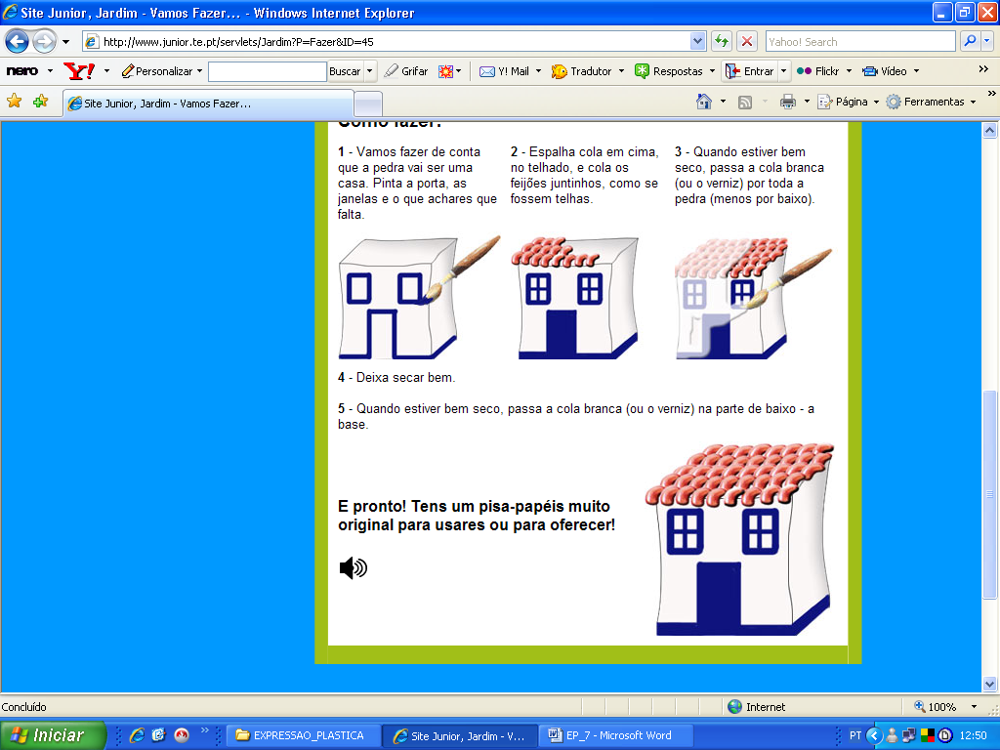 Site Junior, Jardim - Vamos Fazer... - Windows Internet Explorer
http://www.junior.te.pt/servlets/Jardim?P=Fazer&ID=45
Yahoo! Search
nero Y! Personalizar Buscar Grifar Y! Mail Tradutor Respostas Entrar Flickr Vídeo »
Site Junior, Jardim - Vamos Fazer...
Página Ferramentas »
Como fazer:
1 - Vamos fazer de conta
que a pedra vai ser uma
casa. Pinta a porta, as
janelas e o que achares que
falta.
2 - Espalha cola em cima,
no telhado, e cola os
feijões juntinhos, como se
fossem telhas.
3 - Quando estiver bem
seco, passa a cola branca
(ou o verniz) por toda a
pedra (menos por baixo).
4 - Deixa secar bem.
5 - Quando estiver bem seco, passa a cola branca (ou o verniz) na parte de baixo - a
base.
E pronto! Tens um pisa-papéis muito
original para usares ou para oferecer!
Concluído
Internet
100%
Iniciar
»
EXPRESSAO_PLASTICA
Site Junior, Jardim - V...
EP_7 - Microsoft Word
PT
12:50